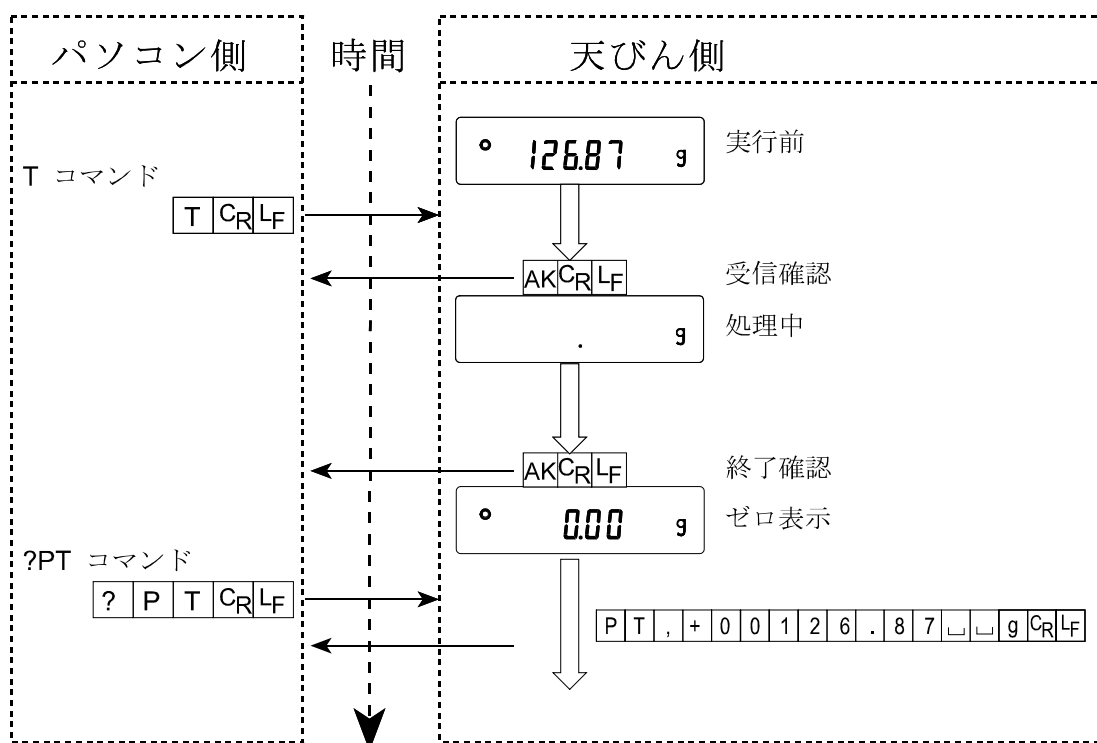 パソコン側
時間
天びん側
126.87 g
実行前
T コマンド
T CR LF
AK CR LF
受信確認
. g
処理中
AK CR LF
終了確認
0.00 g
ゼロ表示
?PT コマンド
? P T CR LF
P T , + 0 0 1 2 6 . 8 7 ␣ ␣ g CR LF